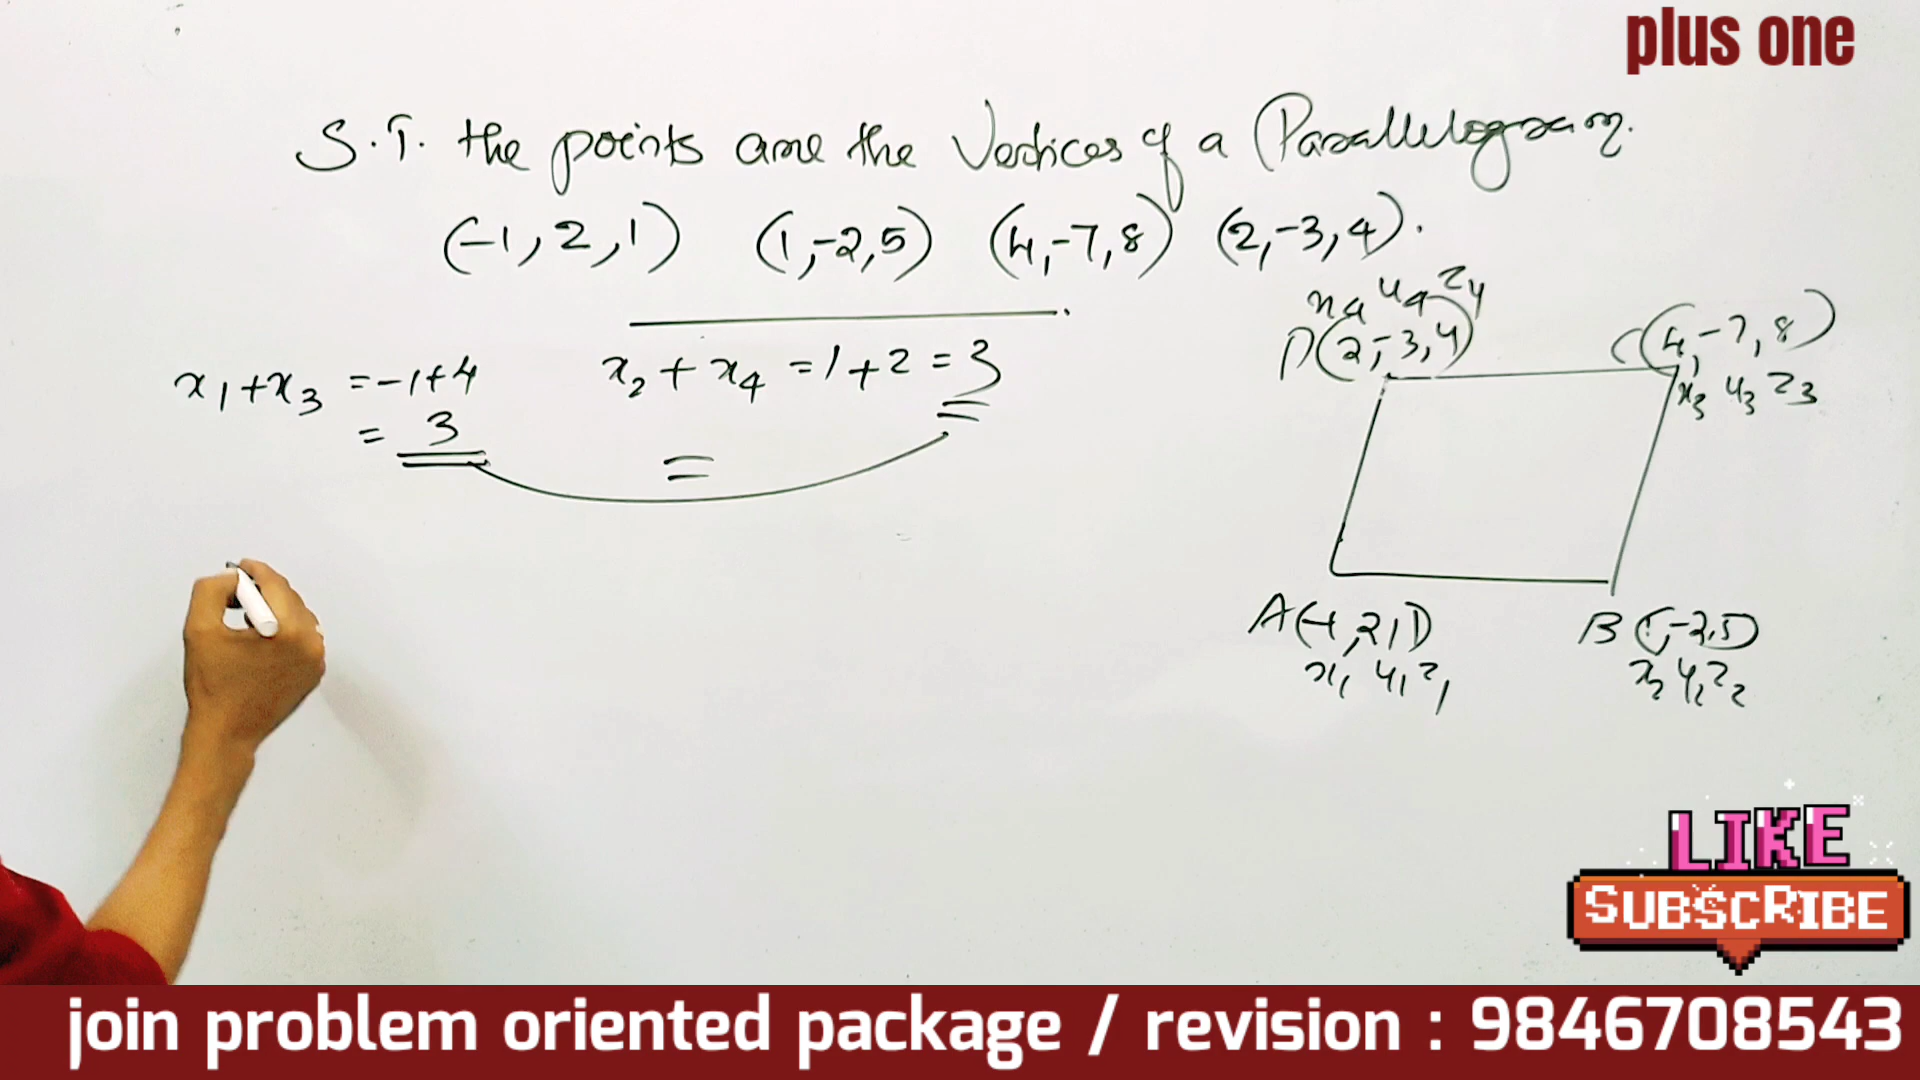 plus one
S.T. the points are the Vertices of a Parallelogram.
(-1, 2, 1) (1, -2, 5) (4, -7, 8) (2, -3, 4).
x₄ y₄ z₄
D(2, -3, 4)
C(4, -7, 8)
x₃ y₃ z₃
x₁ + x₃ = -1+4
= 3
x₂ + x₄ = 1+2 = 3
=
A(-1, 2, 1)
x₁ y₁ z₁
B(1, -2, 5)
x₂ y₂ z₂
LIKE
SUBSCRIBE
join problem oriented package / revision : 9846708543